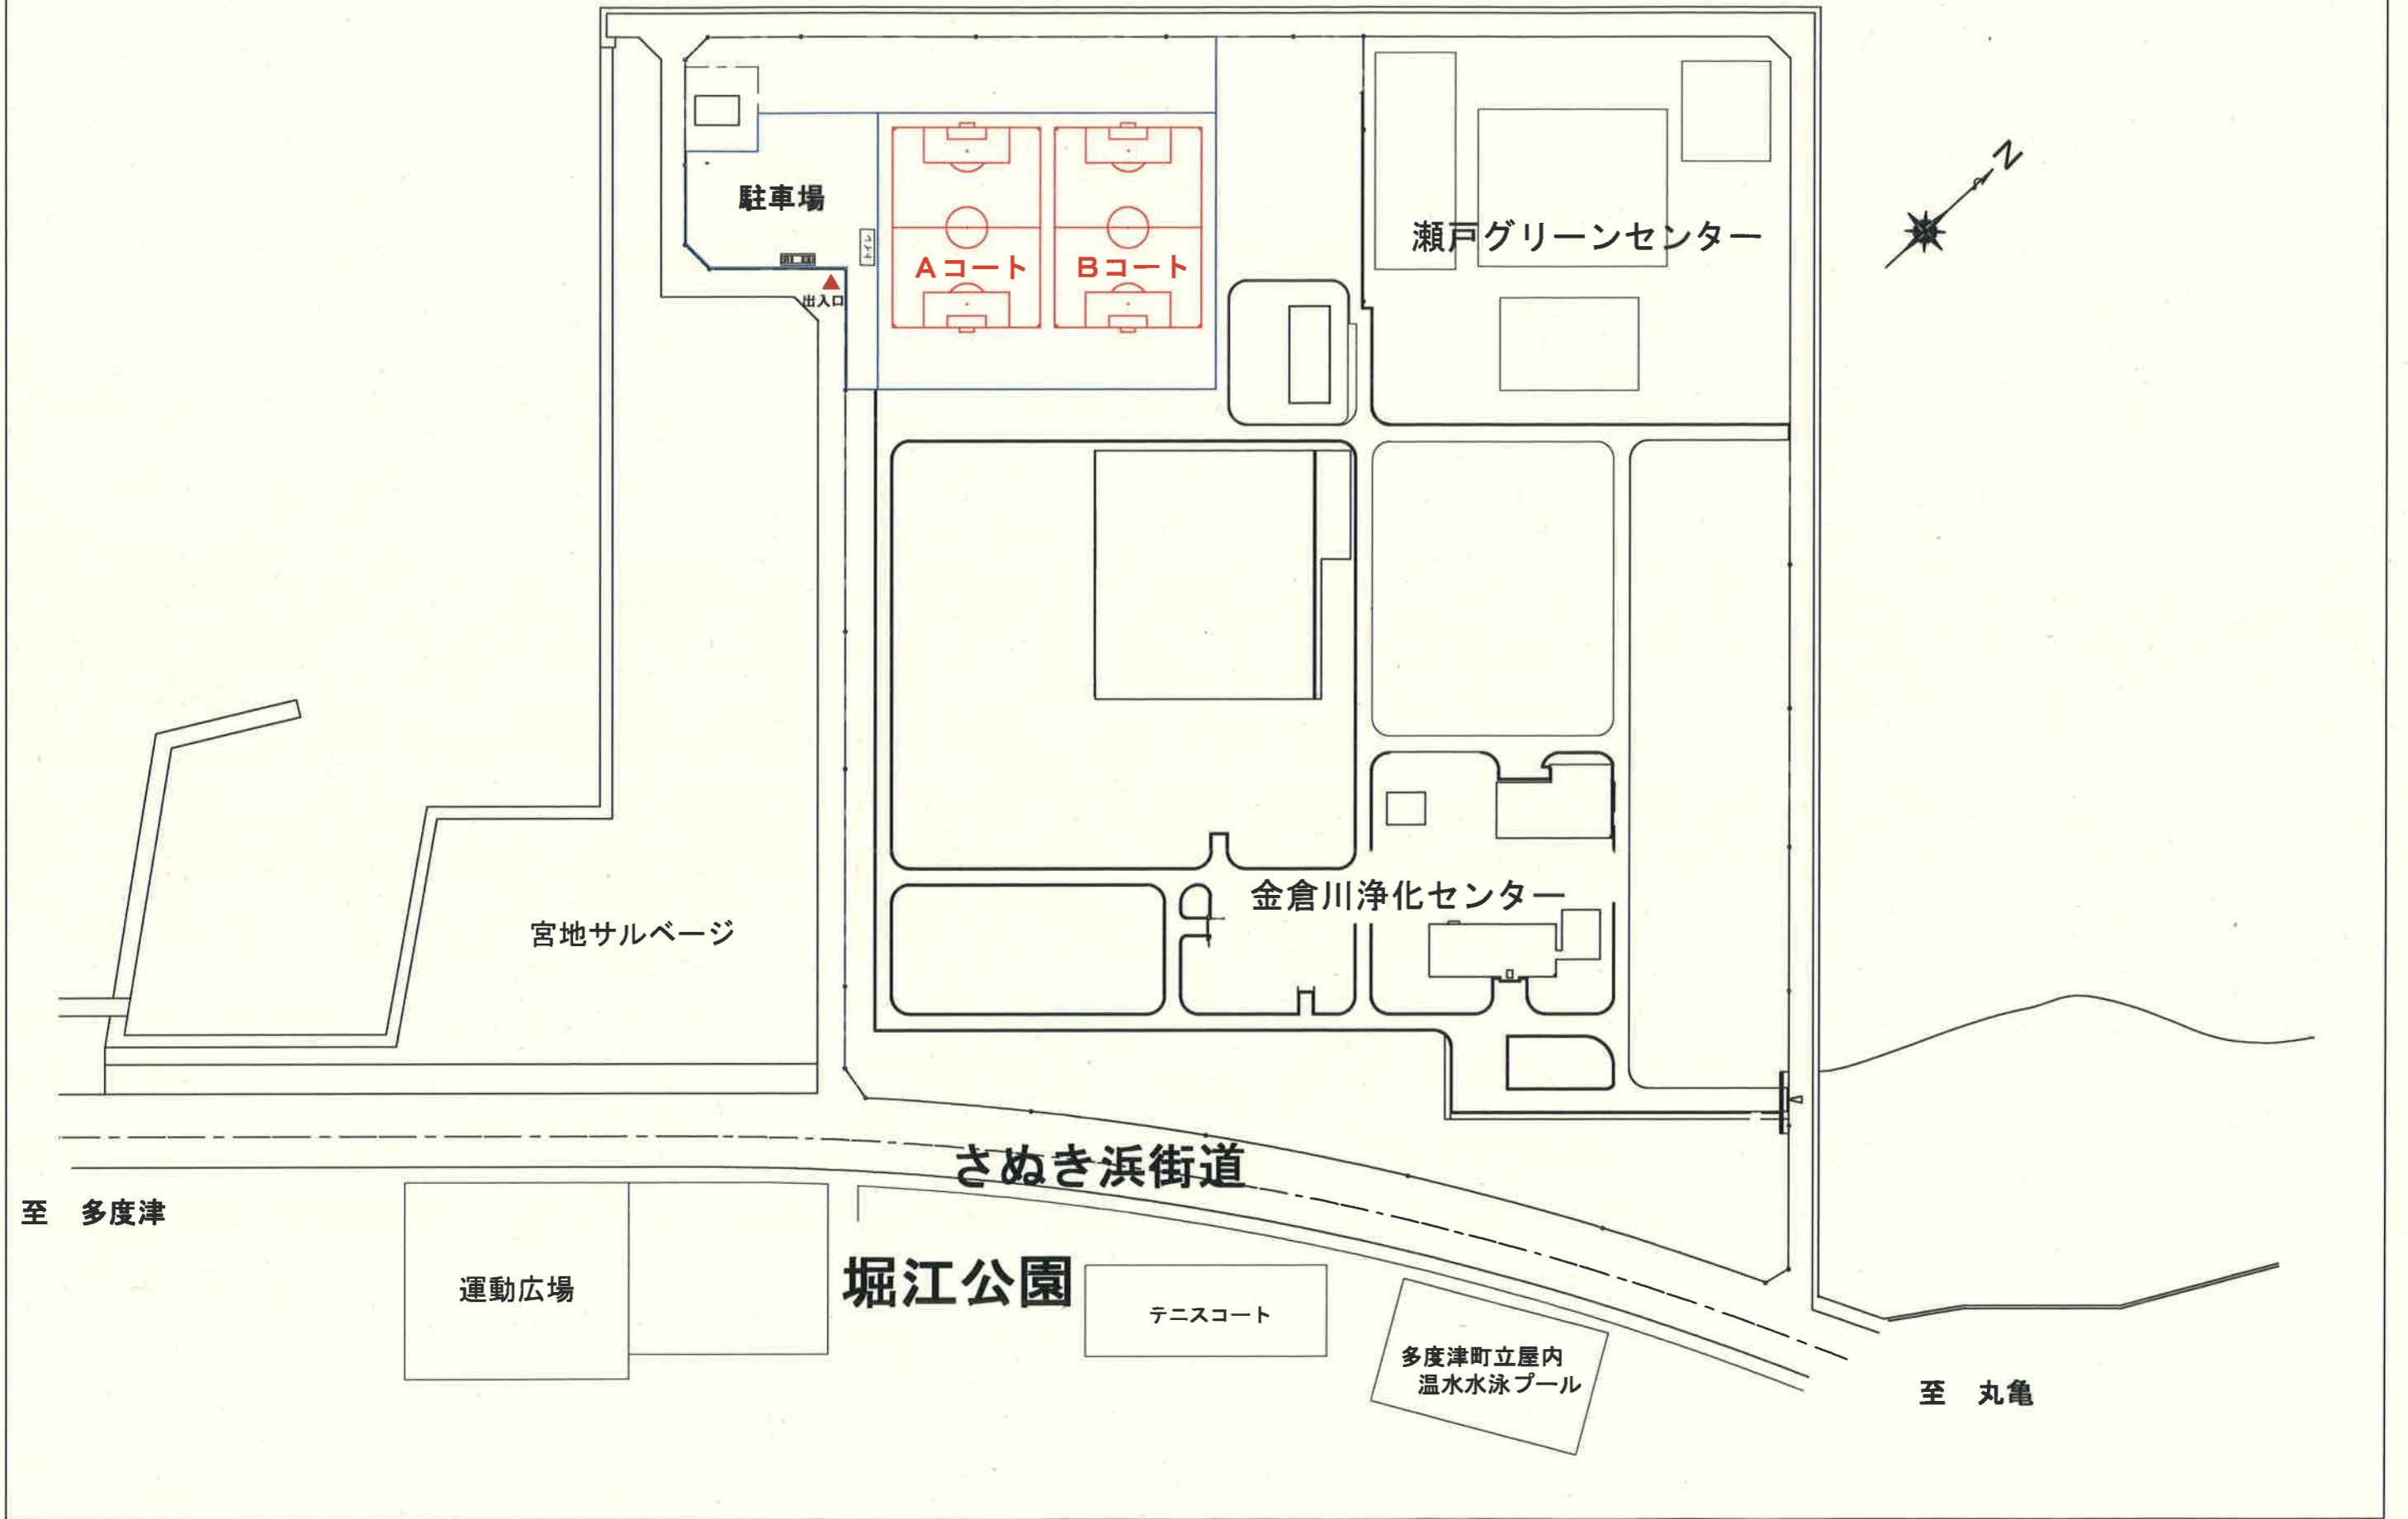 N
駐車場
瀬戸グリーンセンター
Aコート
Bコート
出入口
金倉川浄化センター
宮地サルベージ
さぬき浜街道
至 多度津
堀江公園
運動広場
テニスコート
多度津町立屋内
温水水泳プール
至 丸亀